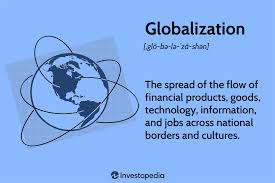 Globalization
[,glō-bə-lə-'zā-shən]
The spread of the flow of
financial products, goods,
technology, information,
and jobs across national
borders and cultures.
Investopedia